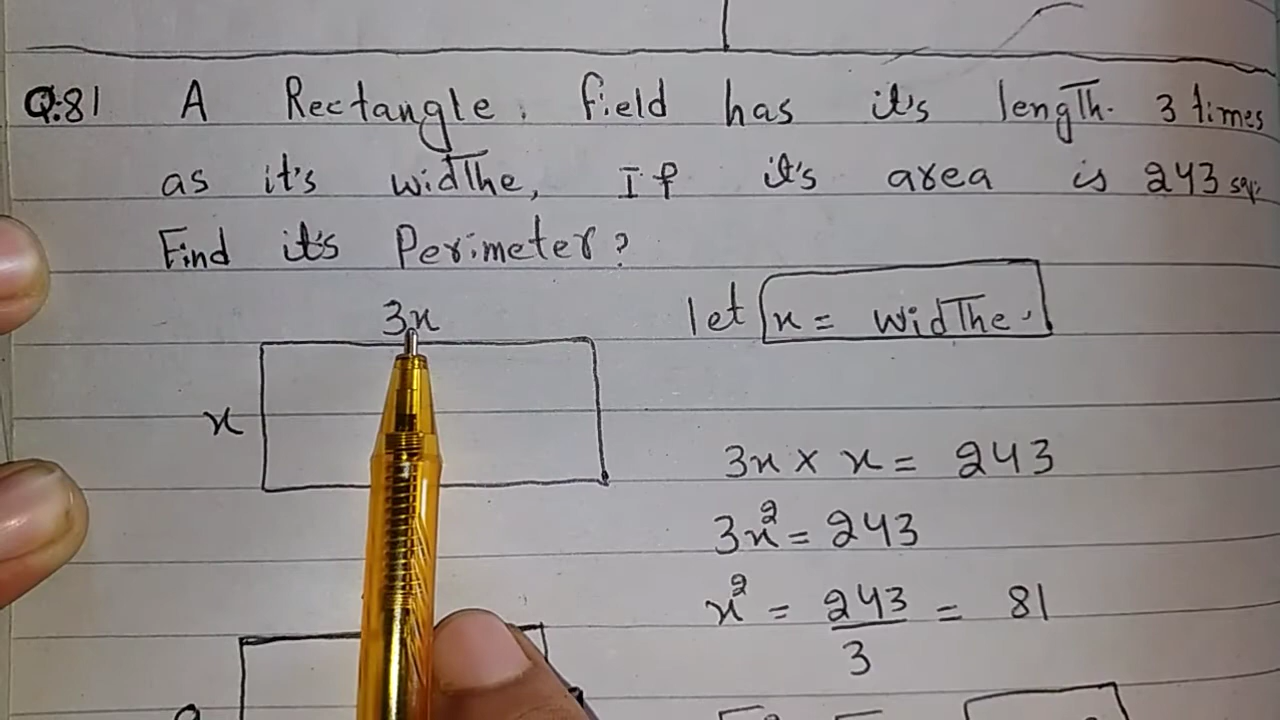 Q:81 A Rectangle. field has it's length. 3 times
as it's widthe, If it's area is 243 sq.
Find it's Perimeter?
3x
let x = widthe.
x
3x × x = 243
3x² = 243
x² = 243/3 = 81